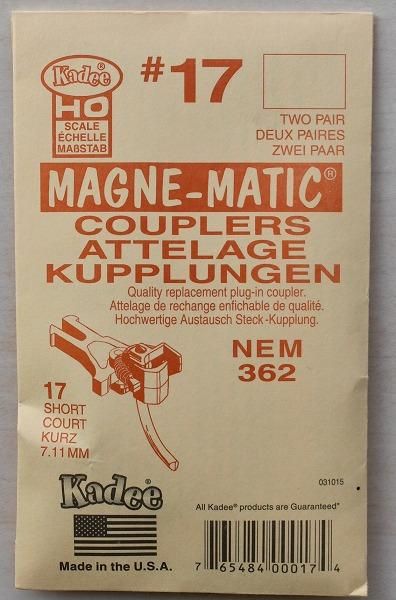 Kadee®
HO
SCALE
ÉCHELLE
MAßSTAB
#17
TWO PAIR
DEUX PAIRES
ZWEI PAAR
MAGNE-MATIC®
COUPLERS
ATTELAGE
KUPPLUNGEN
Quality replacement plug-in coupler.
Attelage de rechange enfichable de qualité.
Hochwertige Austausch Steck-Kupplung.
NEM
362
17
SHORT
COURT
KURZ
7.11MM
031015
Kadee®
All Kadee® products are Guaranteed"
Made in the U.S.A.
7 65484 00017 4